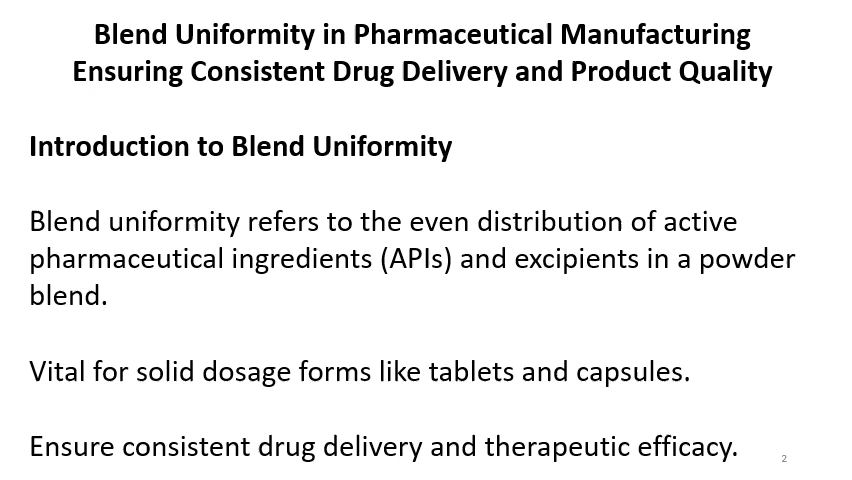 Blend Uniformity in Pharmaceutical Manufacturing
Ensuring Consistent Drug Delivery and Product Quality
Introduction to Blend Uniformity
Blend uniformity refers to the even distribution of active
pharmaceutical ingredients (APIs) and excipients in a powder
blend.
Vital for solid dosage forms like tablets and capsules.
Ensure consistent drug delivery and therapeutic efficacy.
2